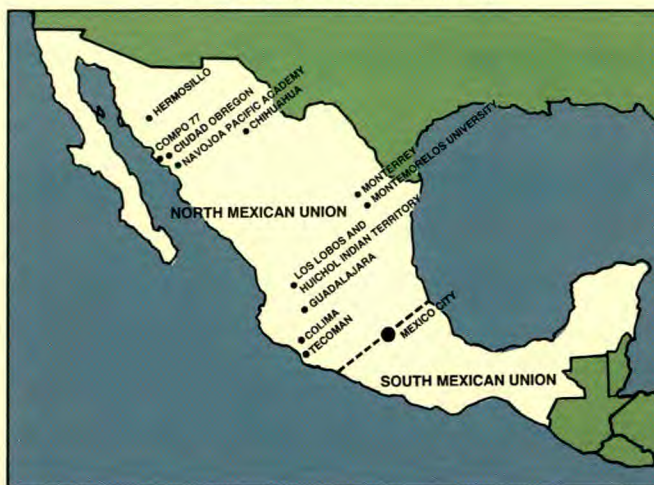 HERMOSILLO
COMPO 77
CIUDAD OBREGON
NAVOJOA PACIFIC ACADEMY
CHIHUAHUA
MONTERREY
MONTEMORELOS UNIVERSITY
NORTH MEXICAN UNION
LOS LOBOS AND
HUICHOL INDIAN TERRITORY
GUADALAJARA
COLIMA
TECOMAN
MEXICO CITY
SOUTH MEXICAN UNION